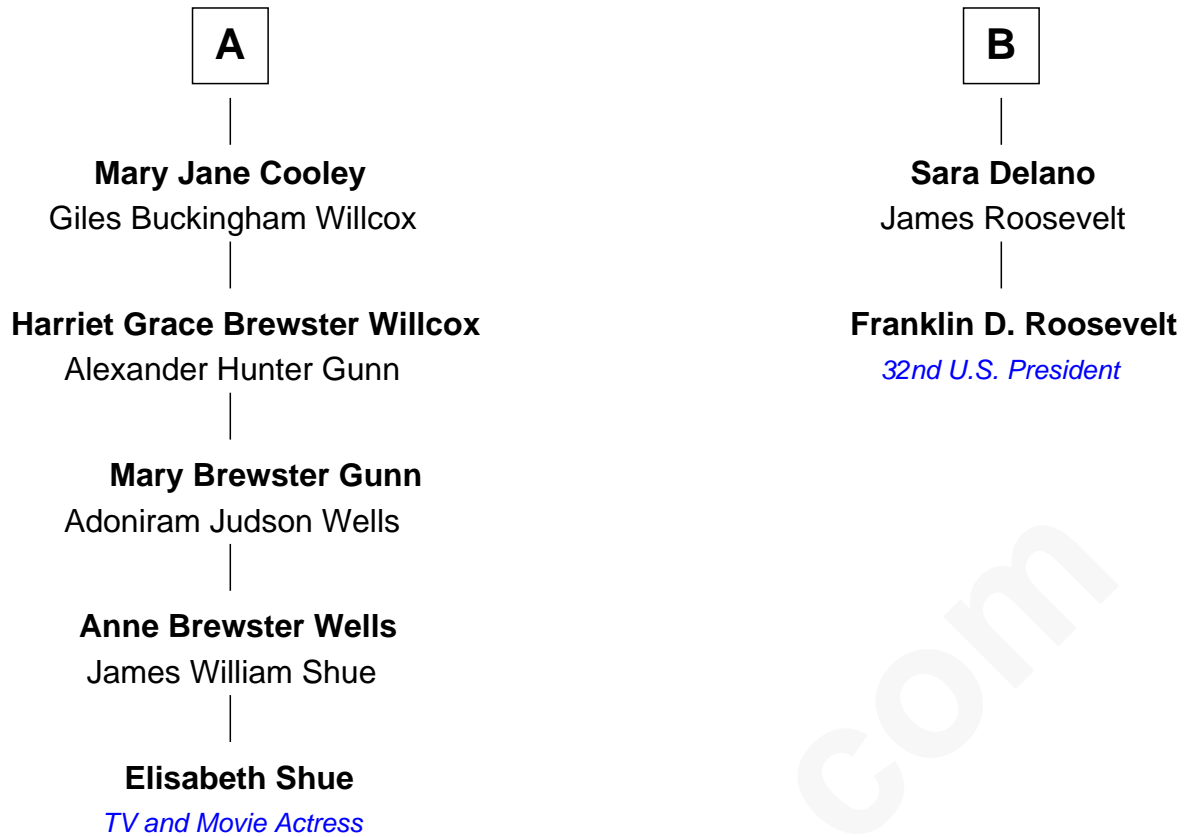 A
Mary Jane Cooley
Giles Buckingham Willcox
Harriet Grace Brewster Willcox
Alexander Hunter Gunn
Mary Brewster Gunn
Adoniram Judson Wells
Anne Brewster Wells
James William Shue
Elisabeth Shue
TV and Movie Actress
B
Sara Delano
James Roosevelt
Franklin D. Roosevelt
32nd U.S. President
com